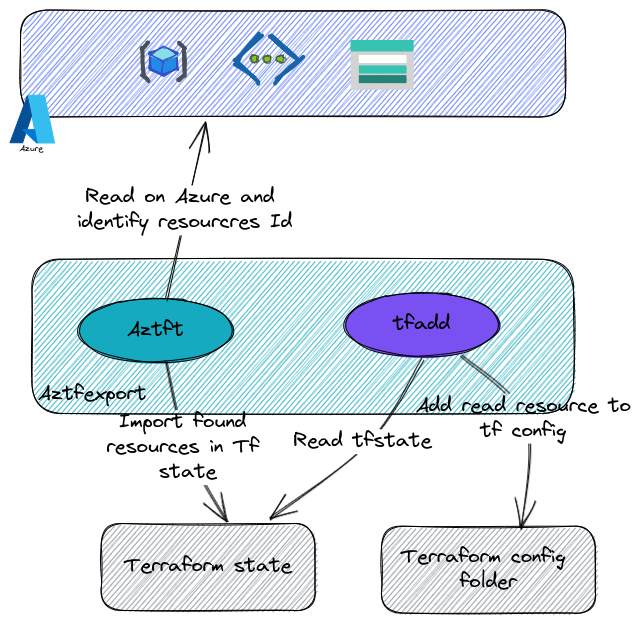 Azure
Read on Azure and
identify resourcres Id
Aztft
tfadd
Aztfexport
Import found
resources in Tf
state
Read tfstate
Add read resource to
tf config
Terraform state
Terraform config
folder